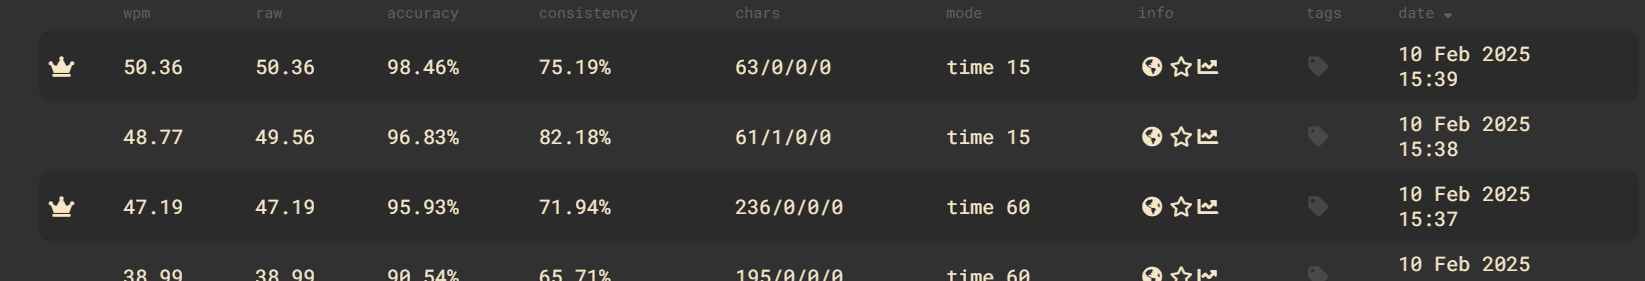 wpm raw accuracy consistency chars mode info tags date
50.36 50.36 98.46% 75.19% 63/0/0/0 time 15 10 Feb 2025
15:39
48.77 49.56 96.83% 82.18% 61/1/0/0 time 15 10 Feb 2025
15:38
47.19 47.19 95.93% 71.94% 236/0/0/0 time 60 10 Feb 2025
15:37
38.99 38.99 90.54% 65.71% 195/0/0/0 time 60 10 Feb 2025